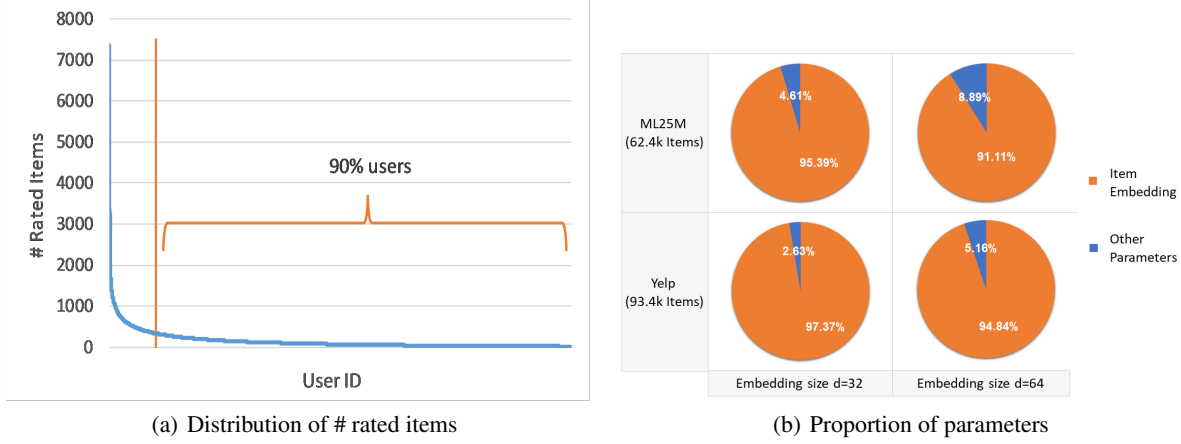 8000
7000
6000
5000
4000
3000
2000
1000
0
# Rated Items
90% users
User ID
(a) Distribution of # rated items
ML25M
(62.4k Items)
4.61%
95.39%
8.89%
91.11%
Yelp
(93.4k Items)
2.63%
97.37%
5.16%
94.84%
Embedding size d=32
Embedding size d=64
Item
Embedding
Other
Parameters
(b) Proportion of parameters